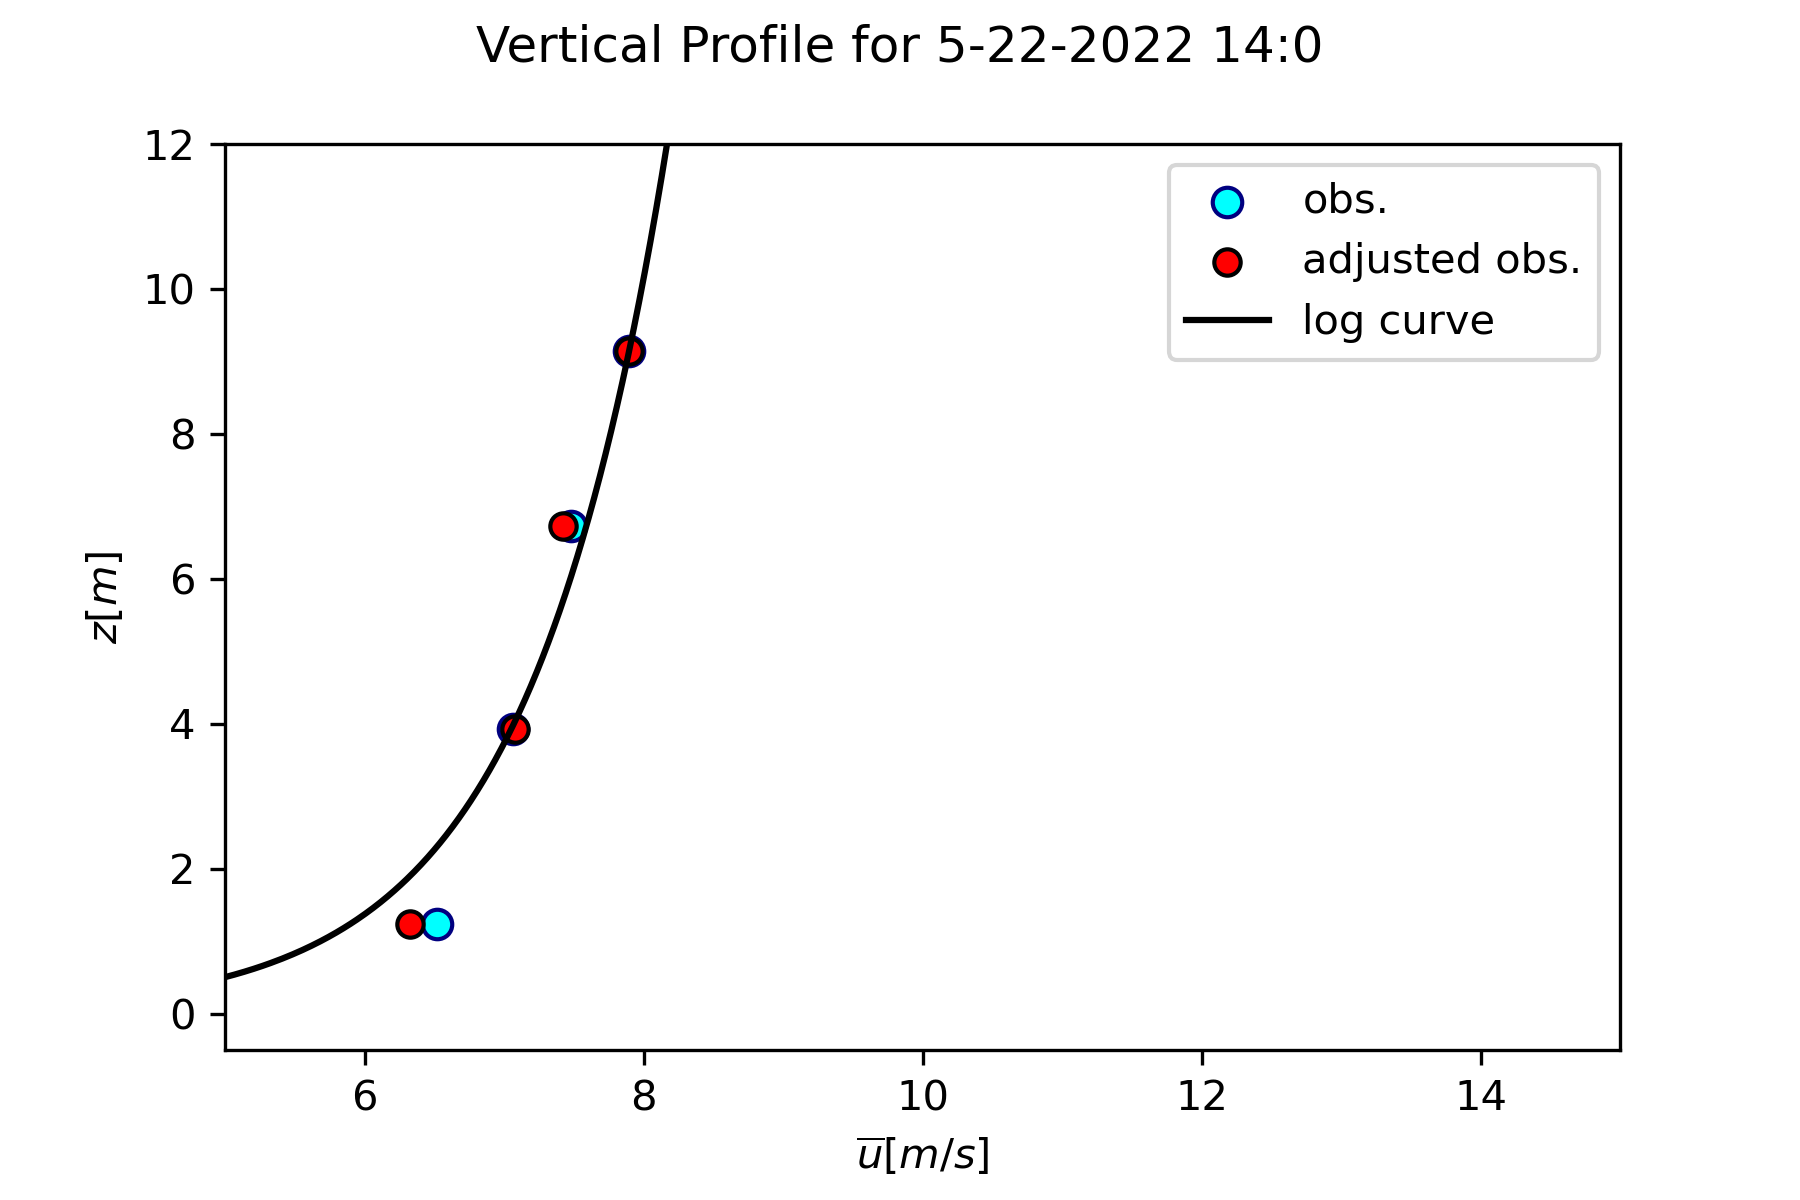 Vertical Profile for 5-22-2022 14:0
12
10
8
6
4
2
0
z[m]
obs.
adjusted obs.
log curve
6 8 10 12 14
u̅[m/s]